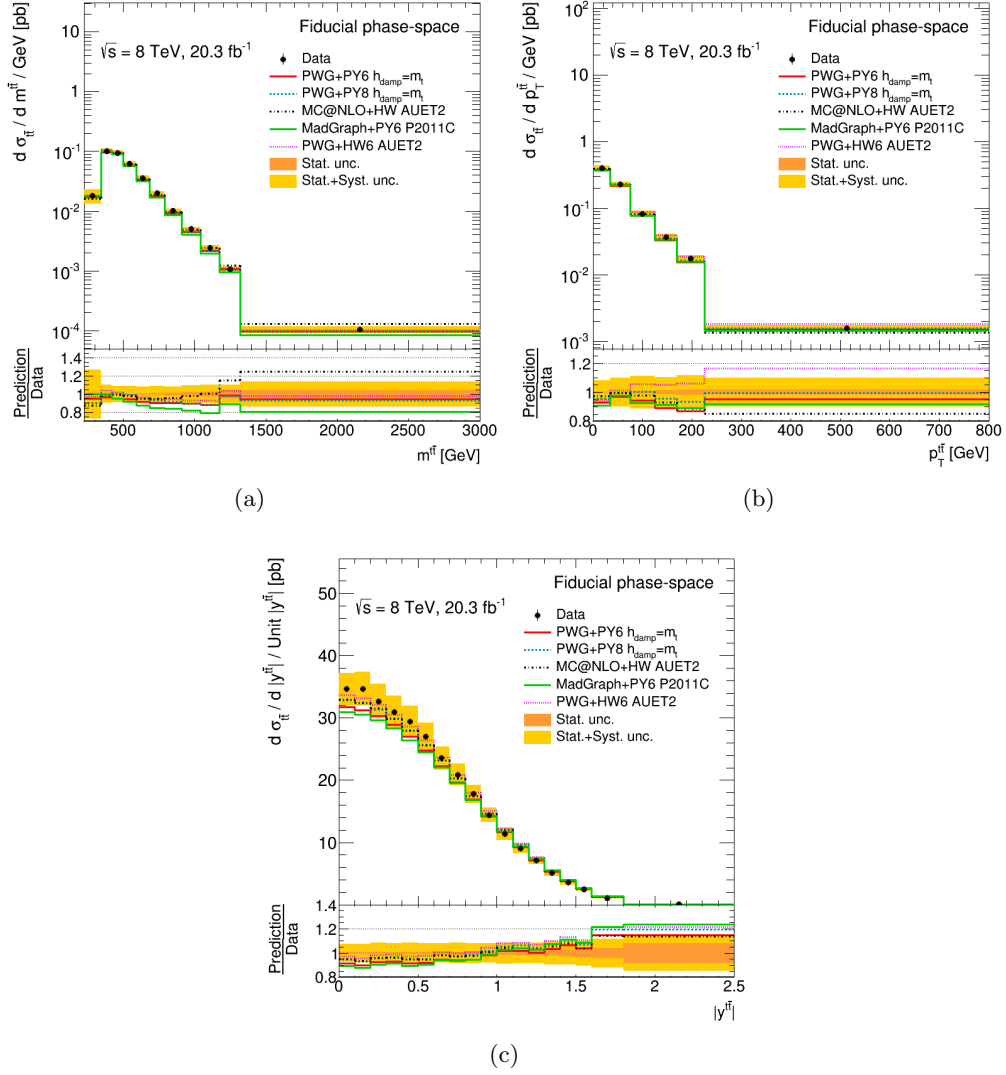 Fiducial phase-space
√s = 8 TeV, 20.3 fb⁻¹
Data
PWG+PY6 h_damp=m_t
PWG+PY8 h_damp=m_t
MC@NLO+HW AUET2
MadGraph+PY6 P2011C
PWG+HW6 AUET2
Stat. unc.
Stat.+Syst. unc.
d σ_tt̄ / d m^tt̄ / GeV [pb]
10
1
10⁻¹
10⁻²
10⁻³
10⁻⁴
Prediction
Data
1.4
1.2
1
0.8
500 1000 1500 2000 2500 3000
m^tt̄ [GeV]
(a)
Fiducial phase-space
√s = 8 TeV, 20.3 fb⁻¹
Data
PWG+PY6 h_damp=m_t
PWG+PY8 h_damp=m_t
MC@NLO+HW AUET2
MadGraph+PY6 P2011C
PWG+HW6 AUET2
Stat. unc.
Stat.+Syst. unc.
d σ_tt̄ / d p_T^tt̄ / GeV [pb]
10²
10
1
10⁻¹
10⁻²
10⁻³
Prediction
Data
1.2
1
0.8
0 100 200 300 400 500 600 700 800
p_T^tt̄ [GeV]
(b)
Fiducial phase-space
√s = 8 TeV, 20.3 fb⁻¹
Data
PWG+PY6 h_damp=m_t
PWG+PY8 h_damp=m_t
MC@NLO+HW AUET2
MadGraph+PY6 P2011C
PWG+HW6 AUET2
Stat. unc.
Stat.+Syst. unc.
d σ_tt̄ / d |y^tt̄| / Unit |y^tt̄| [pb]
50
40
30
20
10
Prediction
Data
1.4
1.2
1
0.8
0 0.5 1 1.5 2 2.5
|y^tt̄|
(c)